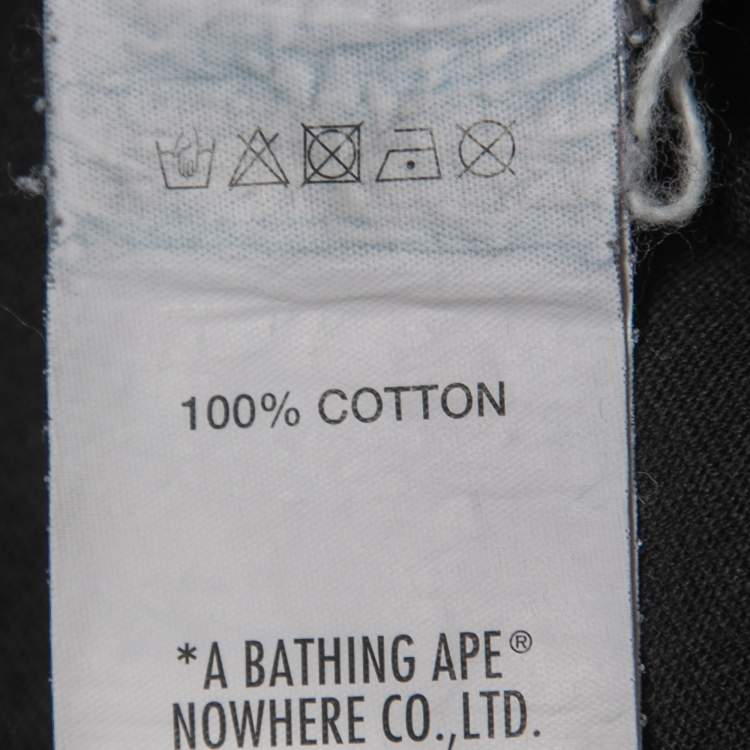 100% COTTON
*A BATHING APE®
NOWHERE CO.,LTD.